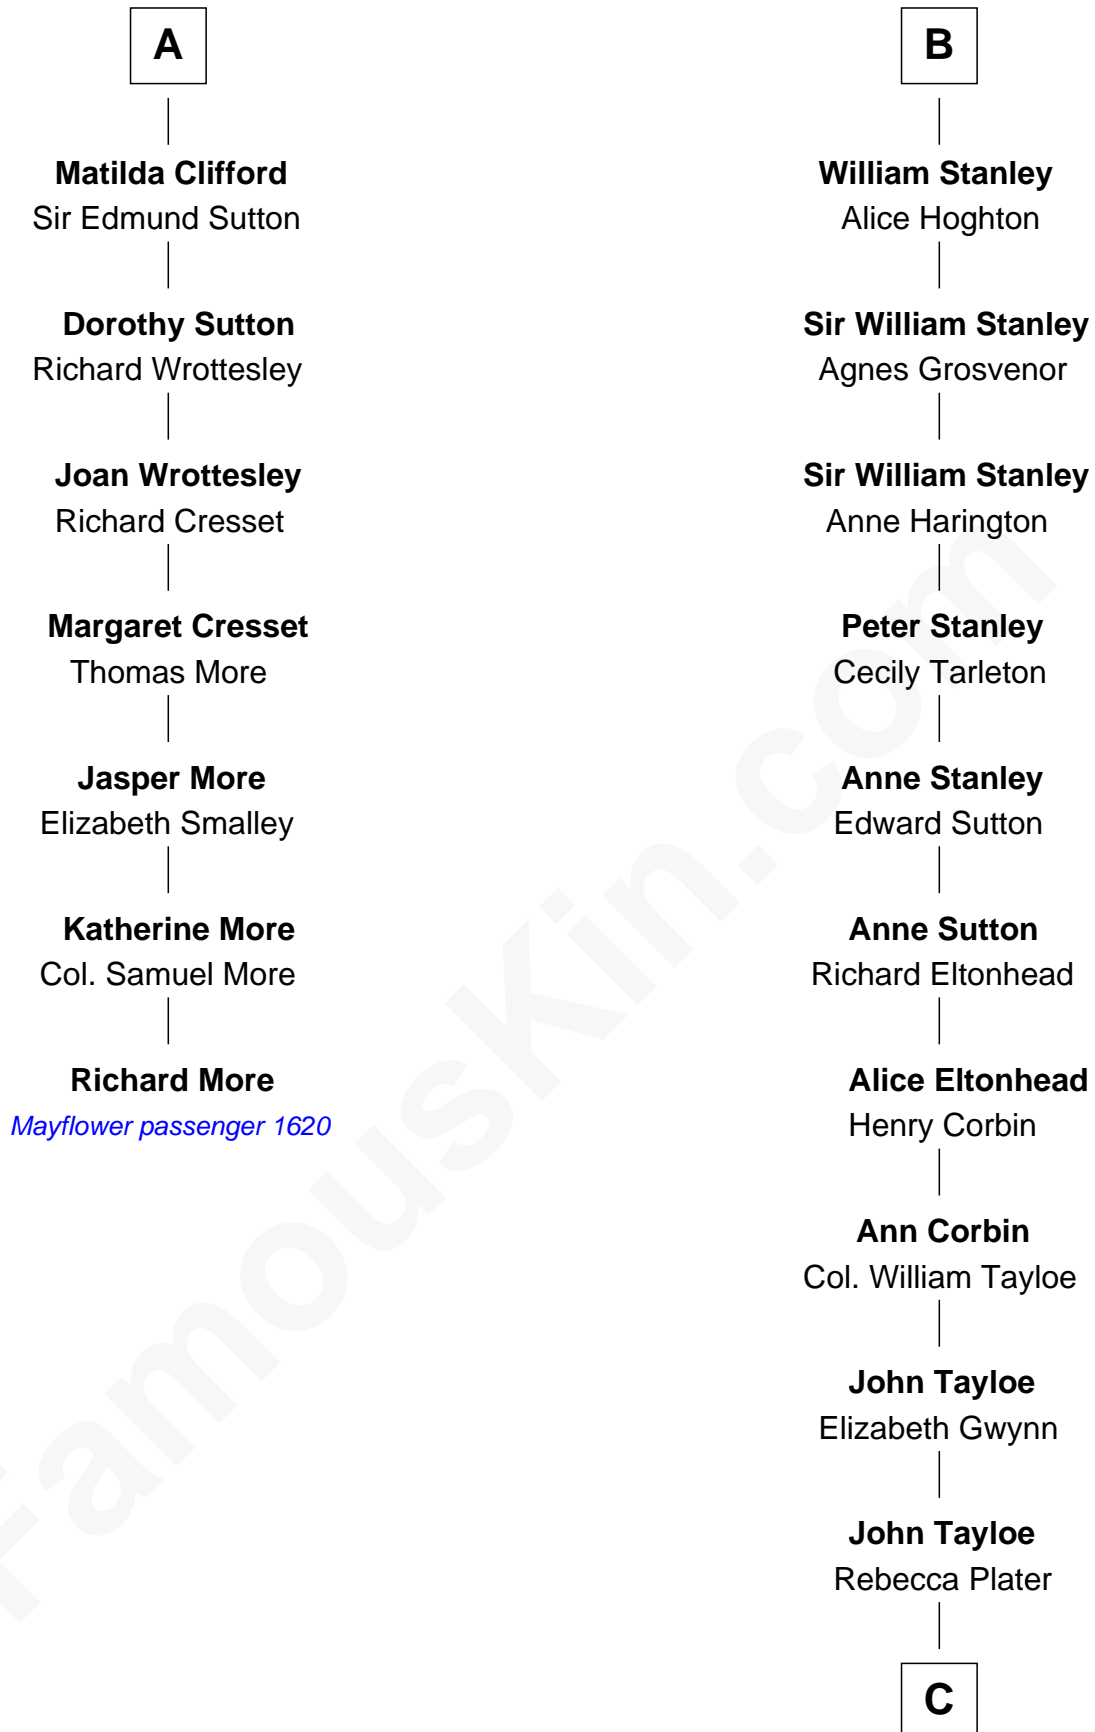 A
Matilda Clifford
Sir Edmund Sutton
Dorothy Sutton
Richard Wrottesley
Joan Wrottesley
Richard Cresset
Margaret Cresset
Thomas More
Jasper More
Elizabeth Smalley
Katherine More
Col. Samuel More
Richard More
Mayflower passenger 1620
B
William Stanley
Alice Hoghton
Sir William Stanley
Agnes Grosvenor
Sir William Stanley
Anne Harington
Peter Stanley
Cecily Tarleton
Anne Stanley
Edward Sutton
Anne Sutton
Richard Eltonhead
Alice Eltonhead
Henry Corbin
Ann Corbin
Col. William Tayloe
John Tayloe
Elizabeth Gwynn
John Tayloe
Rebecca Plater
C
FamousKin.com